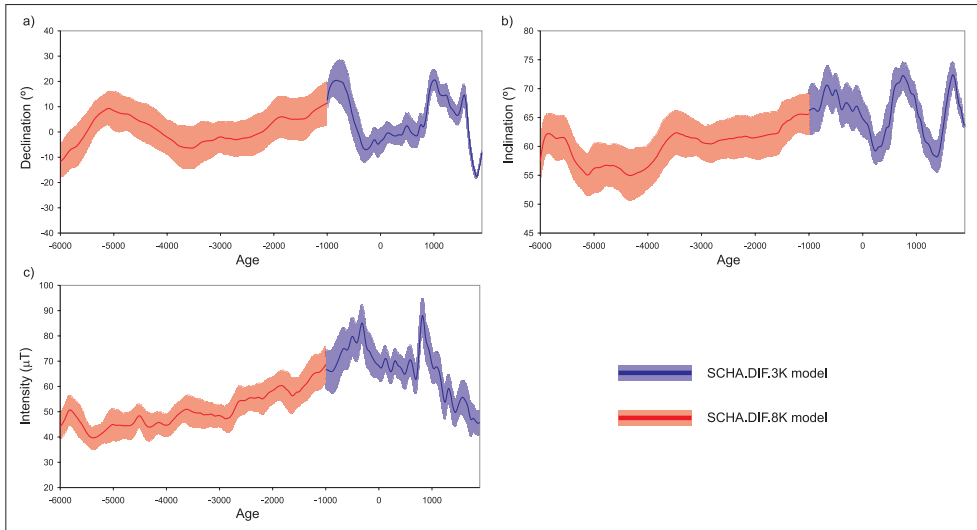 a)
40
30
20
10
0
-10
-20
-30
-40
Declination (º)
-6000 -5000 -4000 -3000 -2000 -1000 0 1000
Age
b)
80
75
70
65
60
55
50
45
Inclination (º)
-6000 -5000 -4000 -3000 -2000 -1000 0 1000
Age
c)
100
90
80
70
60
50
40
30
20
Intensity (μT)
-6000 -5000 -4000 -3000 -2000 -1000 0 1000
Age
SCHA.DIF.3K model
SCHA.DIF.8K model